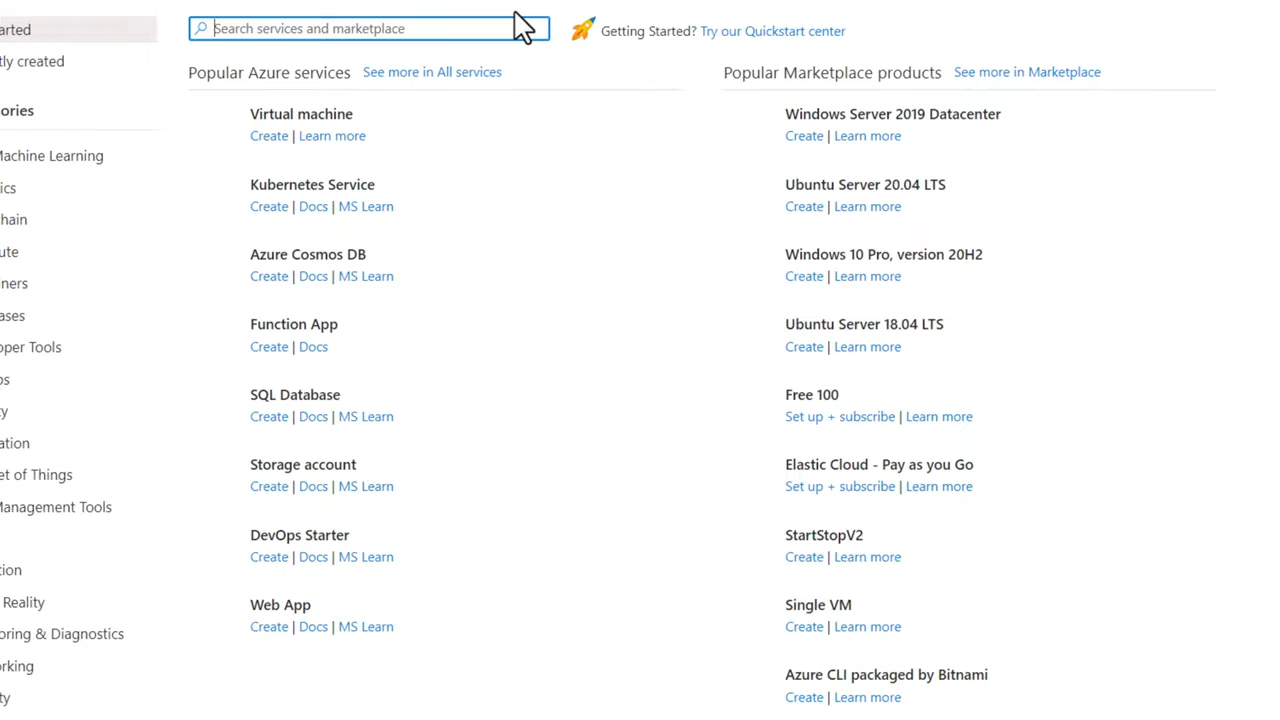 arted
tly created
ories
Machine Learning
ics
hain
ute
iners
ases
oper Tools
ps
ty
ation
et of Things
Management Tools
tion
Reality
oring & Diagnostics
orking
ty
Search services and marketplace
Getting Started? Try our Quickstart center
Popular Azure services See more in All services
Virtual machine
Create | Learn more
Kubernetes Service
Create | Docs | MS Learn
Azure Cosmos DB
Create | Docs | MS Learn
Function App
Create | Docs
SQL Database
Create | Docs | MS Learn
Storage account
Create | Docs | MS Learn
DevOps Starter
Create | Docs | MS Learn
Web App
Create | Docs | MS Learn
Popular Marketplace products See more in Marketplace
Windows Server 2019 Datacenter
Create | Learn more
Ubuntu Server 20.04 LTS
Create | Learn more
Windows 10 Pro, version 20H2
Create | Learn more
Ubuntu Server 18.04 LTS
Create | Learn more
Free 100
Set up + subscribe | Learn more
Elastic Cloud - Pay as you Go
Set up + subscribe | Learn more
StartStopV2
Create | Learn more
Single VM
Create | Learn more
Azure CLI packaged by Bitnami
Create | Learn more